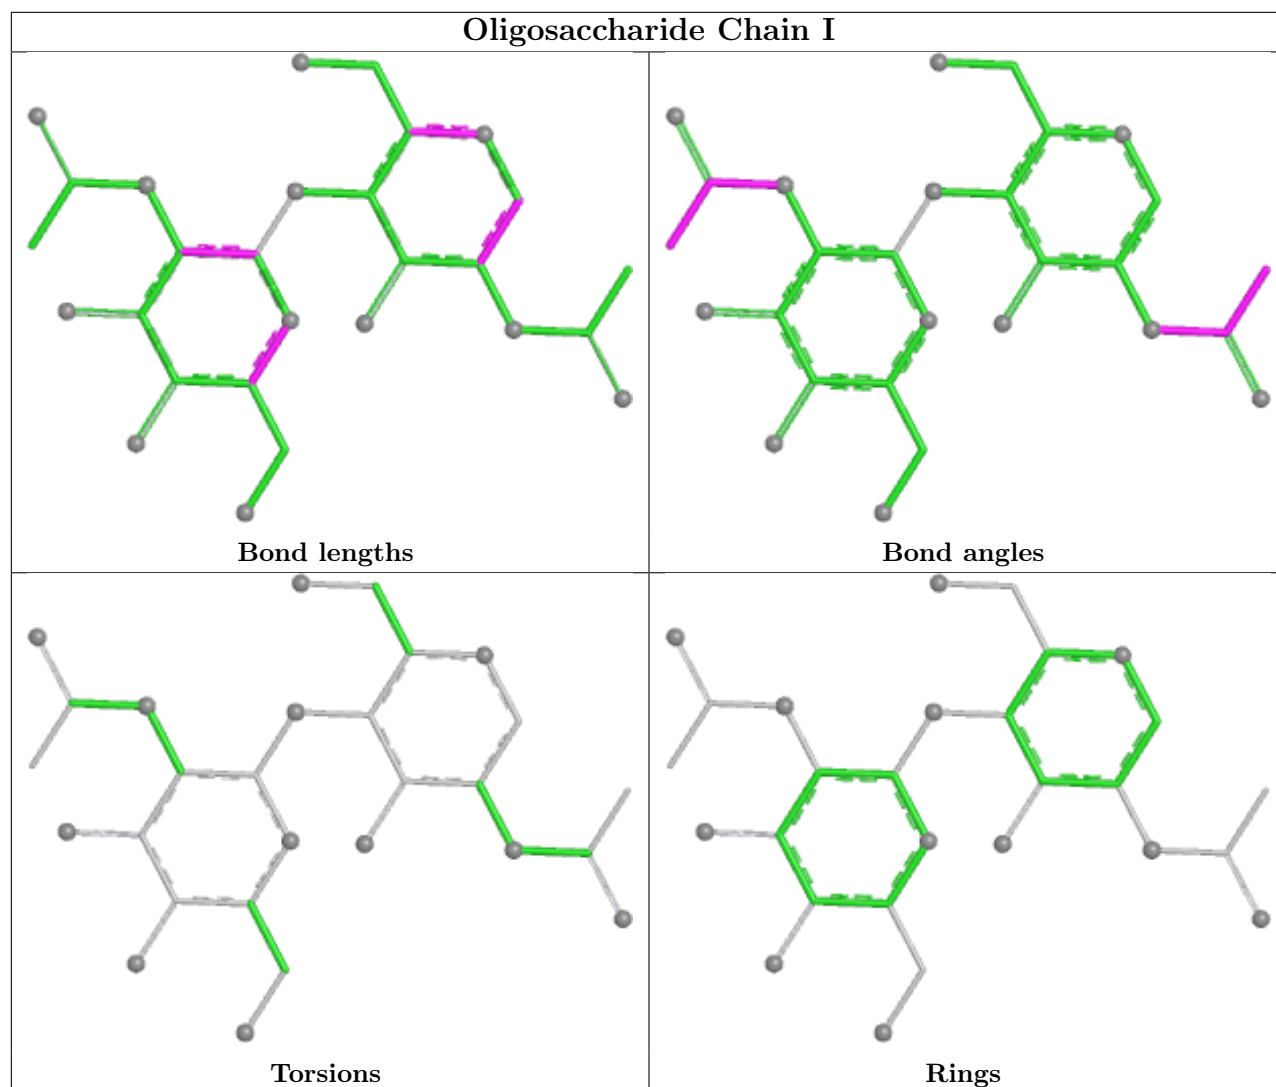 Oligosaccharide Chain I
Bond lengths
Bond angles
Torsions
Rings